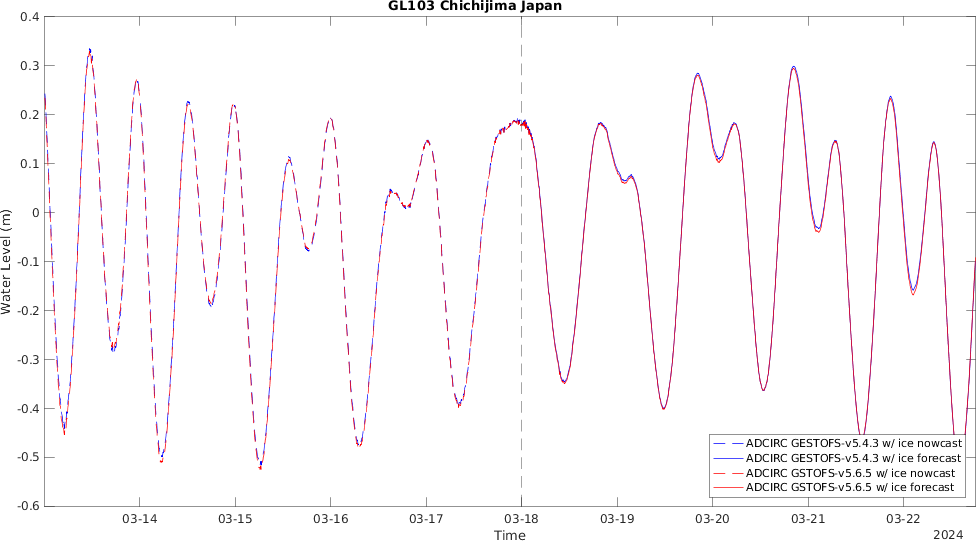 GL103 Chichijima Japan
0.4
0.3
0.2
0.1
0
-0.1
-0.2
-0.3
-0.4
-0.5
-0.6
Water Level (m)
ADCIRC GESTOFS-v5.4.3 w/ ice nowcast
ADCIRC GESTOFS-v5.4.3 w/ ice forecast
ADCIRC GSTOFS-v5.6.5 w/ ice nowcast
ADCIRC GSTOFS-v5.6.5 w/ ice forecast
03-14 03-15 03-16 03-17 03-18 03-19 03-20 03-21 03-22
Time
2024